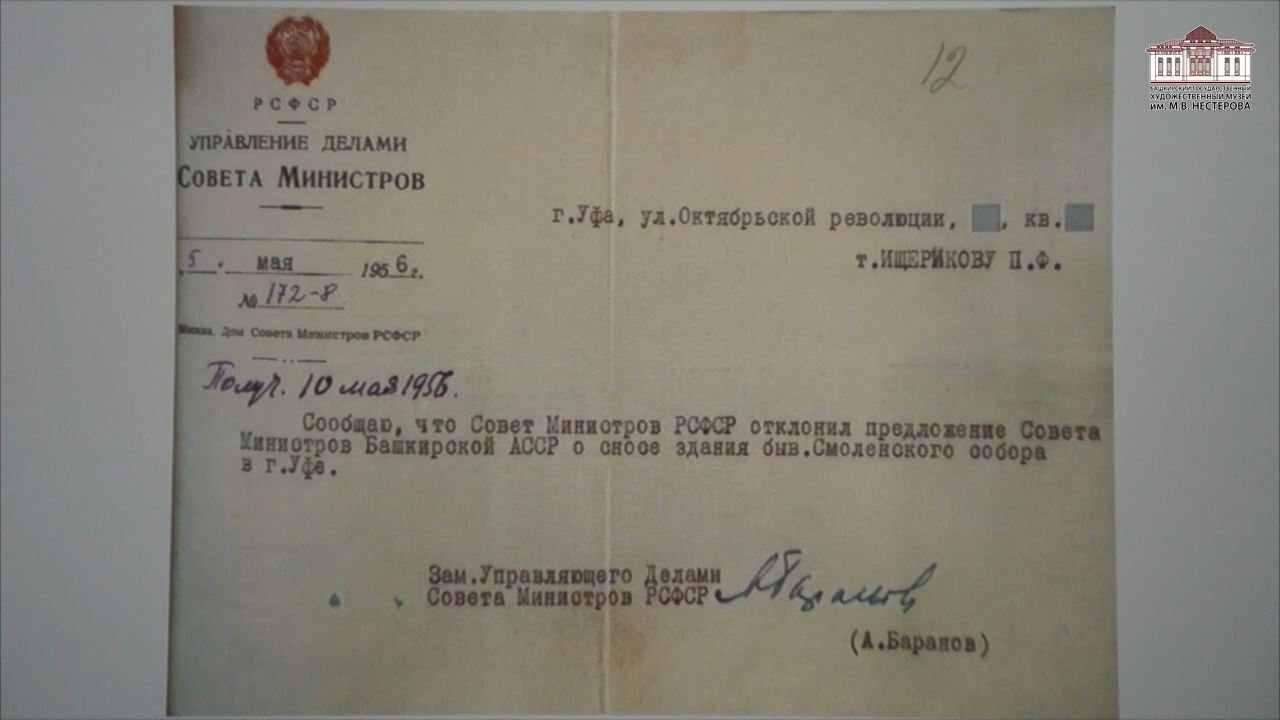 РСФСР
УПРАВЛЕНИЕ ДЕЛАМИ
СОВЕТА МИНИСТРОВ
„5 " мая 1956 г.
№ 172-8
Москва, Дом Совета Министров РСФСР
Получ. 10 мая 1956.
12
г.Уфа, ул.Октябрьской революции, , кв.
т.ИЩЕРИКОВУ П.Ф.
Сообщаю, что Совет Министров РСФСР отклонил предложение Совета
Министров Башкирской АССР о сносе здания быв.Смоленского собора
в г.Уфе.
Зам.Управляющего Делами
Совета Министров РСФСР
АБаранов
(А.Баранов)
БАШКИРСКИЙ ГОСУДАРСТВЕННЫЙ
ХУДОЖЕСТВЕННЫЙ МУЗЕЙ
ИМ. М.В. НЕСТЕРОВА